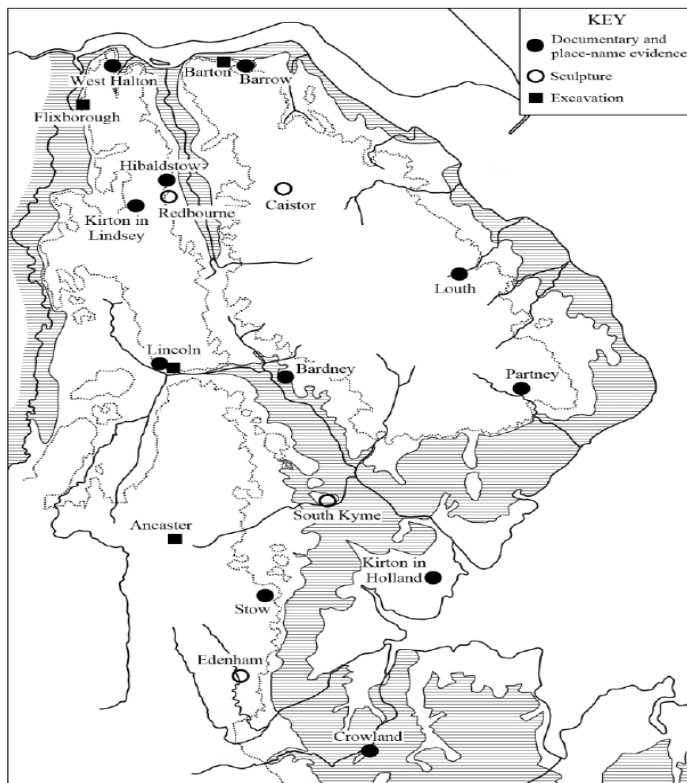 KEY
Documentary and
place-name evidence
Sculpture
Excavation
West Halton
Barton
Barrow
Flixborough
Hibaldstow
Redbourne
Caistor
Kirton in
Lindsey
Louth
Lincoln
Bardney
Partney
South Kyme
Ancaster
Kirton in
Holland
Stow
Edenham
Crowland